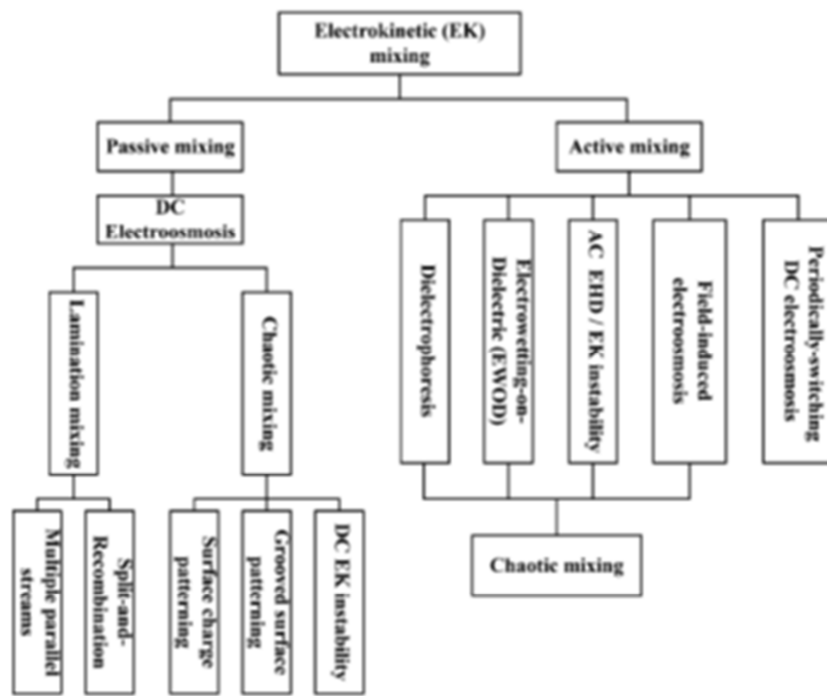 Electrokinetic (EK)
mixing
Passive mixing
Active mixing
DC
Electroosmosis
Lamination mixing
Chaotic mixing
Dielectrophoresis
Electrowetting-on-
Dielectric (EWOD)
AC EHD / EK instability
Field-induced
electroosmosis
Periodically-switching
DC electroosmosis
Multiple parallel
streams
Split-and-
Recombination
Surface charge
patterning
Grooved surface
patterning
DC EK instability
Chaotic mixing